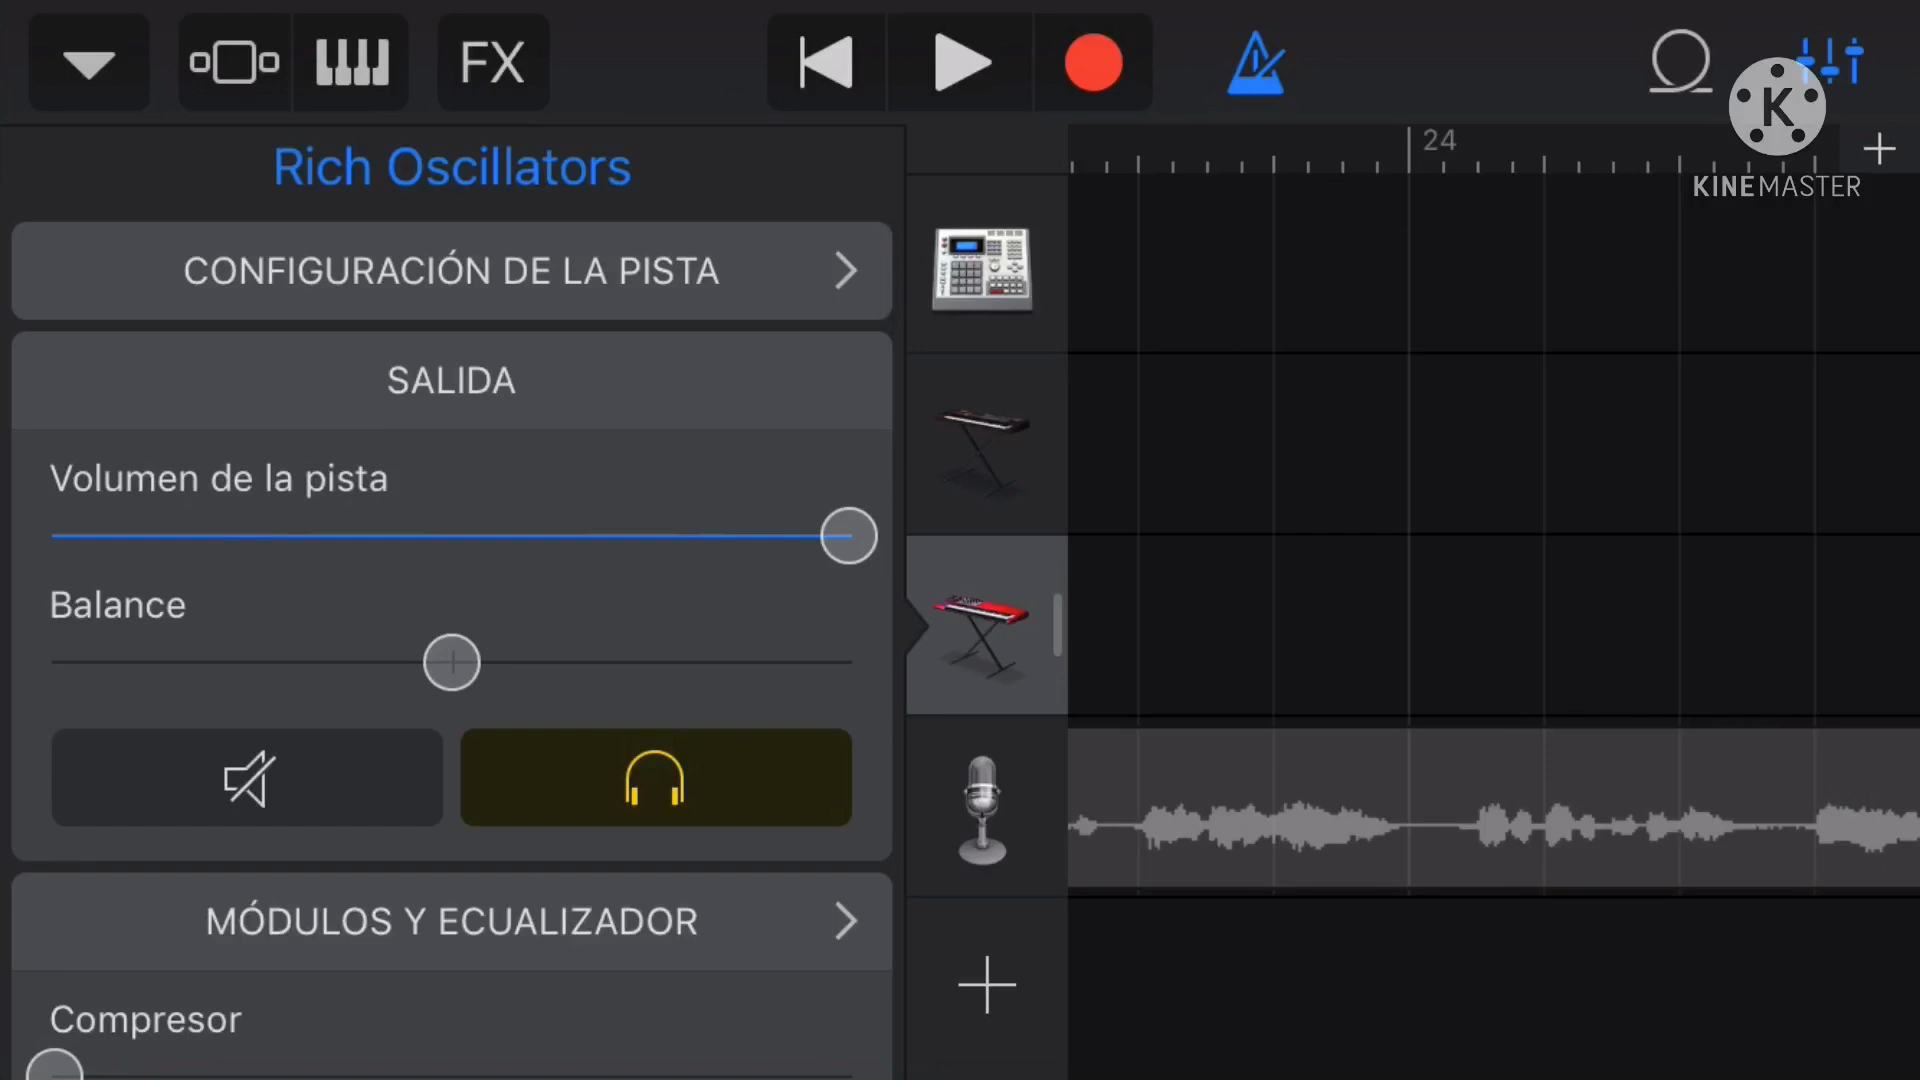 FX
24
K
KINEMASTER
Rich Oscillators
CONFIGURACIÓN DE LA PISTA
SALIDA
Volumen de la pista
Balance
MÓDULOS Y ECUALIZADOR
Compresor